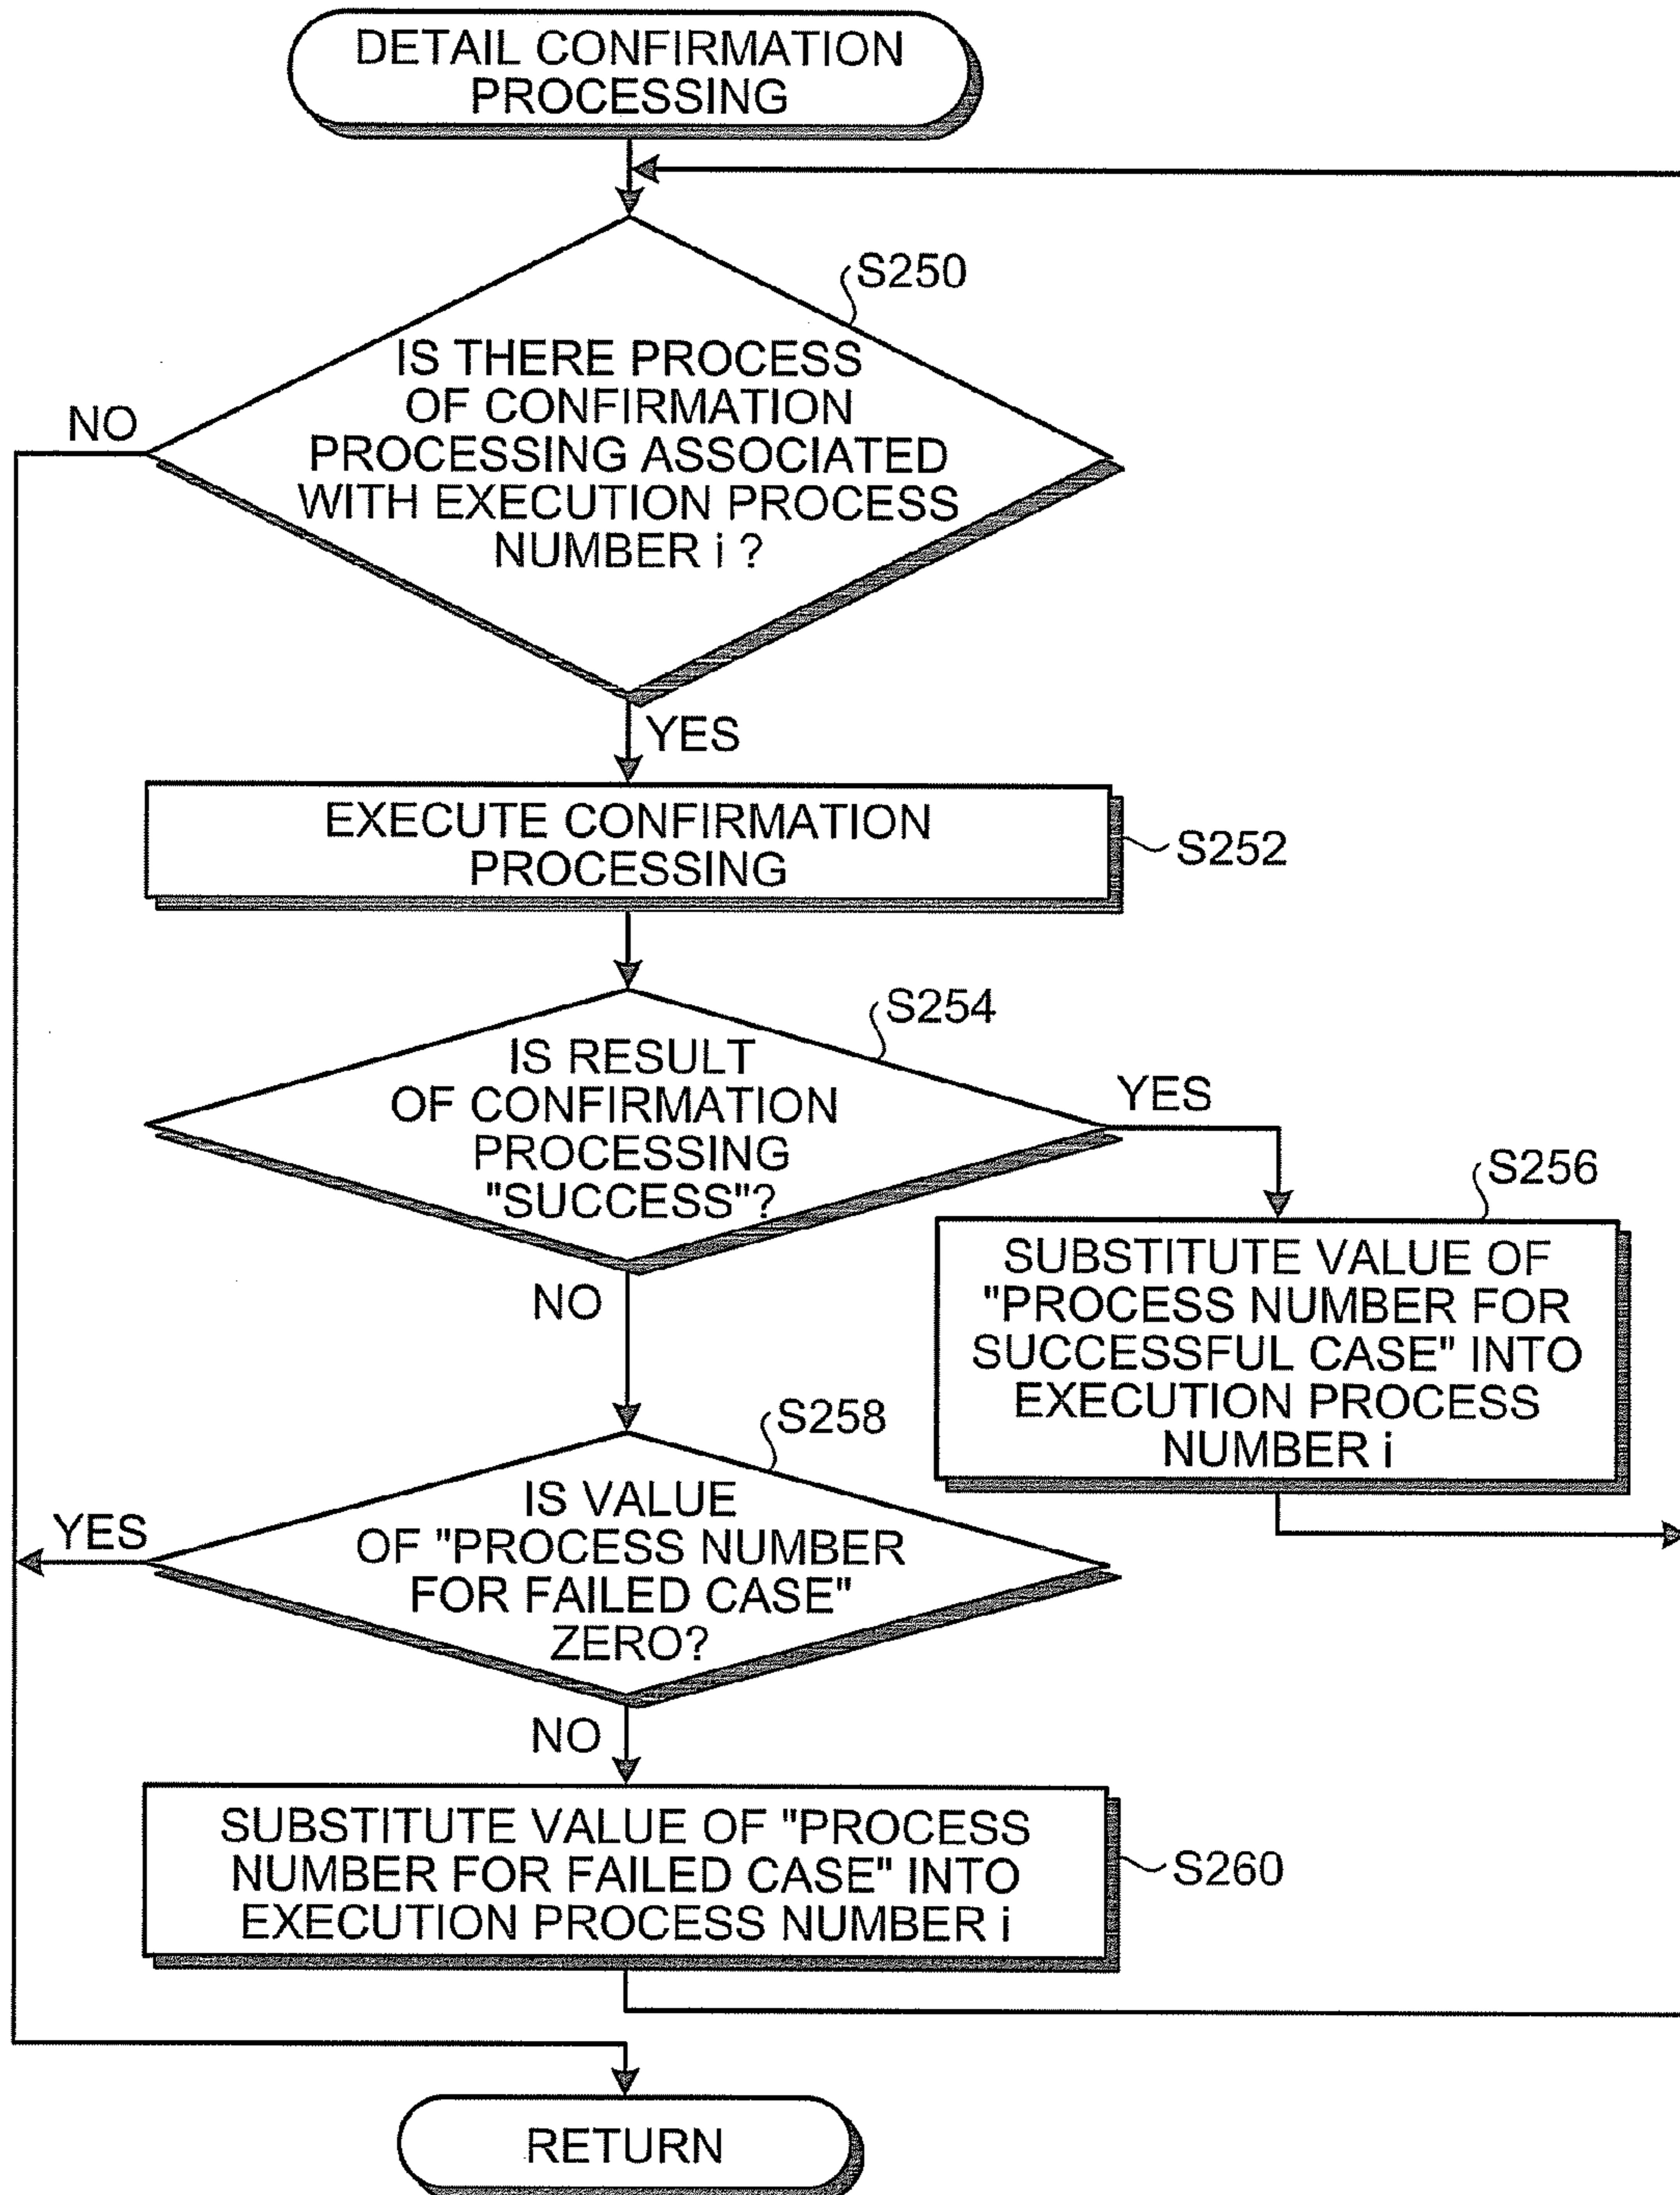 DETAIL CONFIRMATION
PROCESSING
S250
IS THERE PROCESS
OF CONFIRMATION
PROCESSING ASSOCIATED
WITH EXECUTION PROCESS
NUMBER i ?
NO
YES
EXECUTE CONFIRMATION
PROCESSING
S252
S254
IS RESULT
OF CONFIRMATION
PROCESSING
"SUCCESS"?
YES
NO
S256
SUBSTITUTE VALUE OF
"PROCESS NUMBER FOR
SUCCESSFUL CASE" INTO
EXECUTION PROCESS
NUMBER i
S258
IS VALUE
OF "PROCESS NUMBER
FOR FAILED CASE"
ZERO?
YES
NO
SUBSTITUTE VALUE OF "PROCESS
NUMBER FOR FAILED CASE" INTO
EXECUTION PROCESS NUMBER i
S260
RETURN